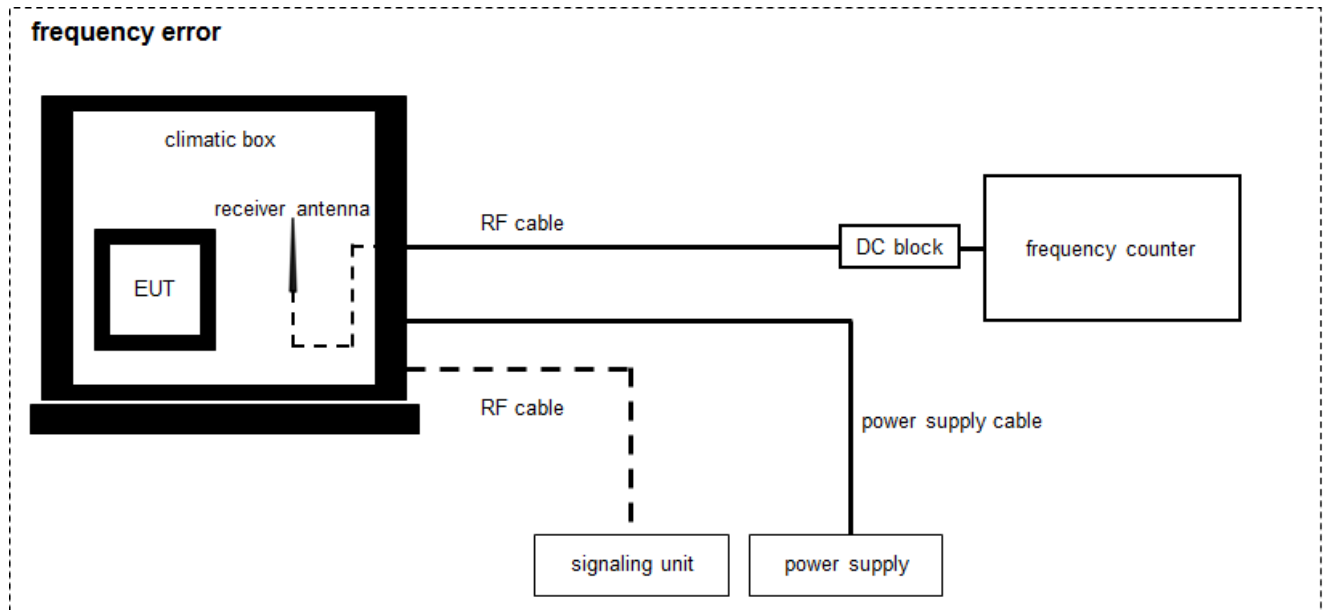 frequency error
climatic box
receiver antenna
EUT
RF cable
DC block
frequency counter
RF cable
power supply cable
signaling unit
power supply